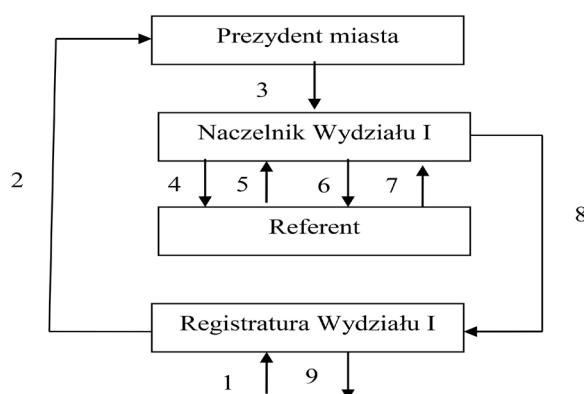 Prezydent miasta
3
Naczelnik Wydziału I
2
4 5 6 7
8
Referent
Registratura Wydziału I
1 9